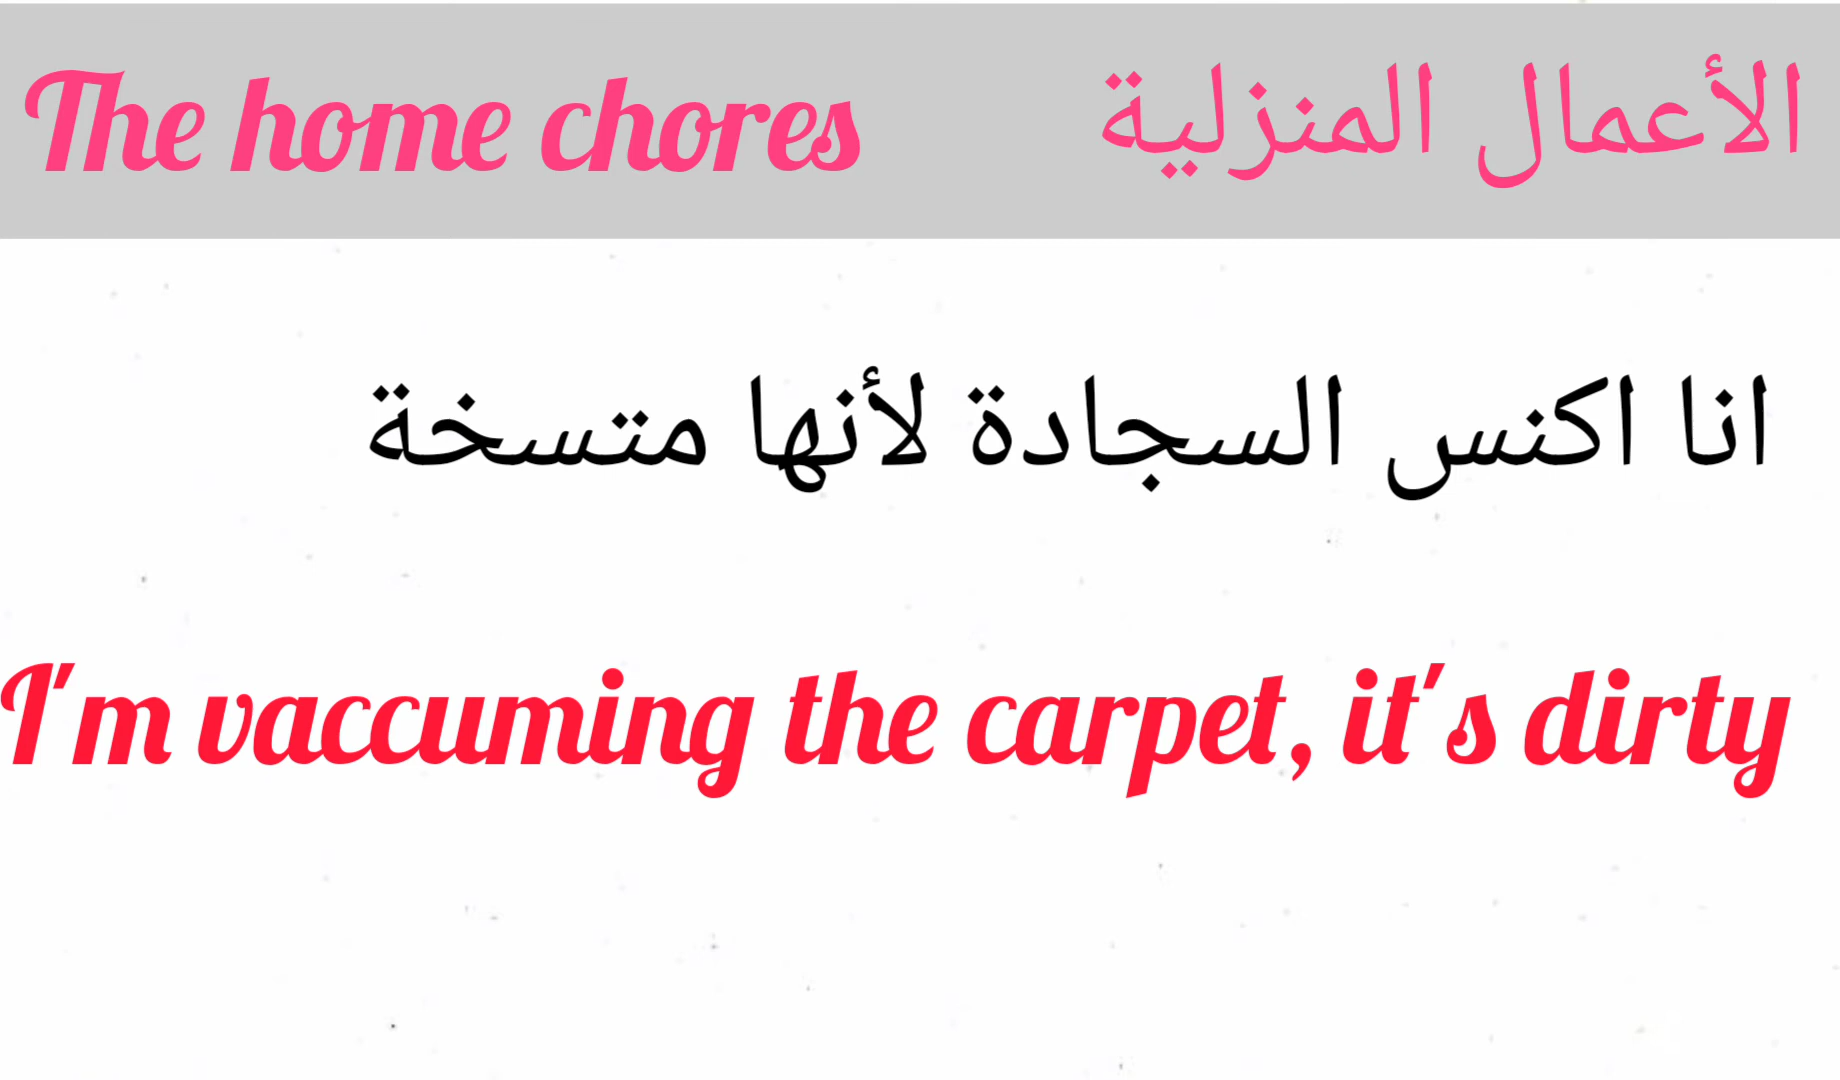 The home chores الأعمال المنزلية
انا اكنس السجادة لأنها متسخة
I'm vaccuming the carpet, it's dirty